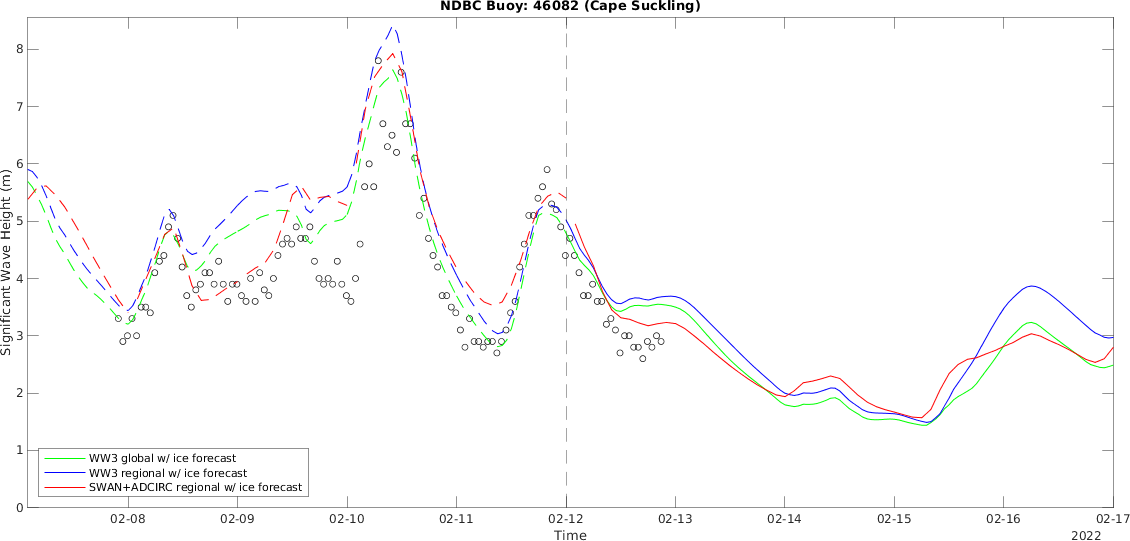 NDBC Buoy: 46082 (Cape Suckling)
8
7
6
5
4
3
2
1
0
Significant Wave Height (m)
WW3 global w/ ice forecast
WW3 regional w/ ice forecast
SWAN+ADCIRC regional w/ ice forecast
02-08 02-09 02-10 02-11 02-12 02-13 02-14 02-15 02-16 02-17
Time
2022